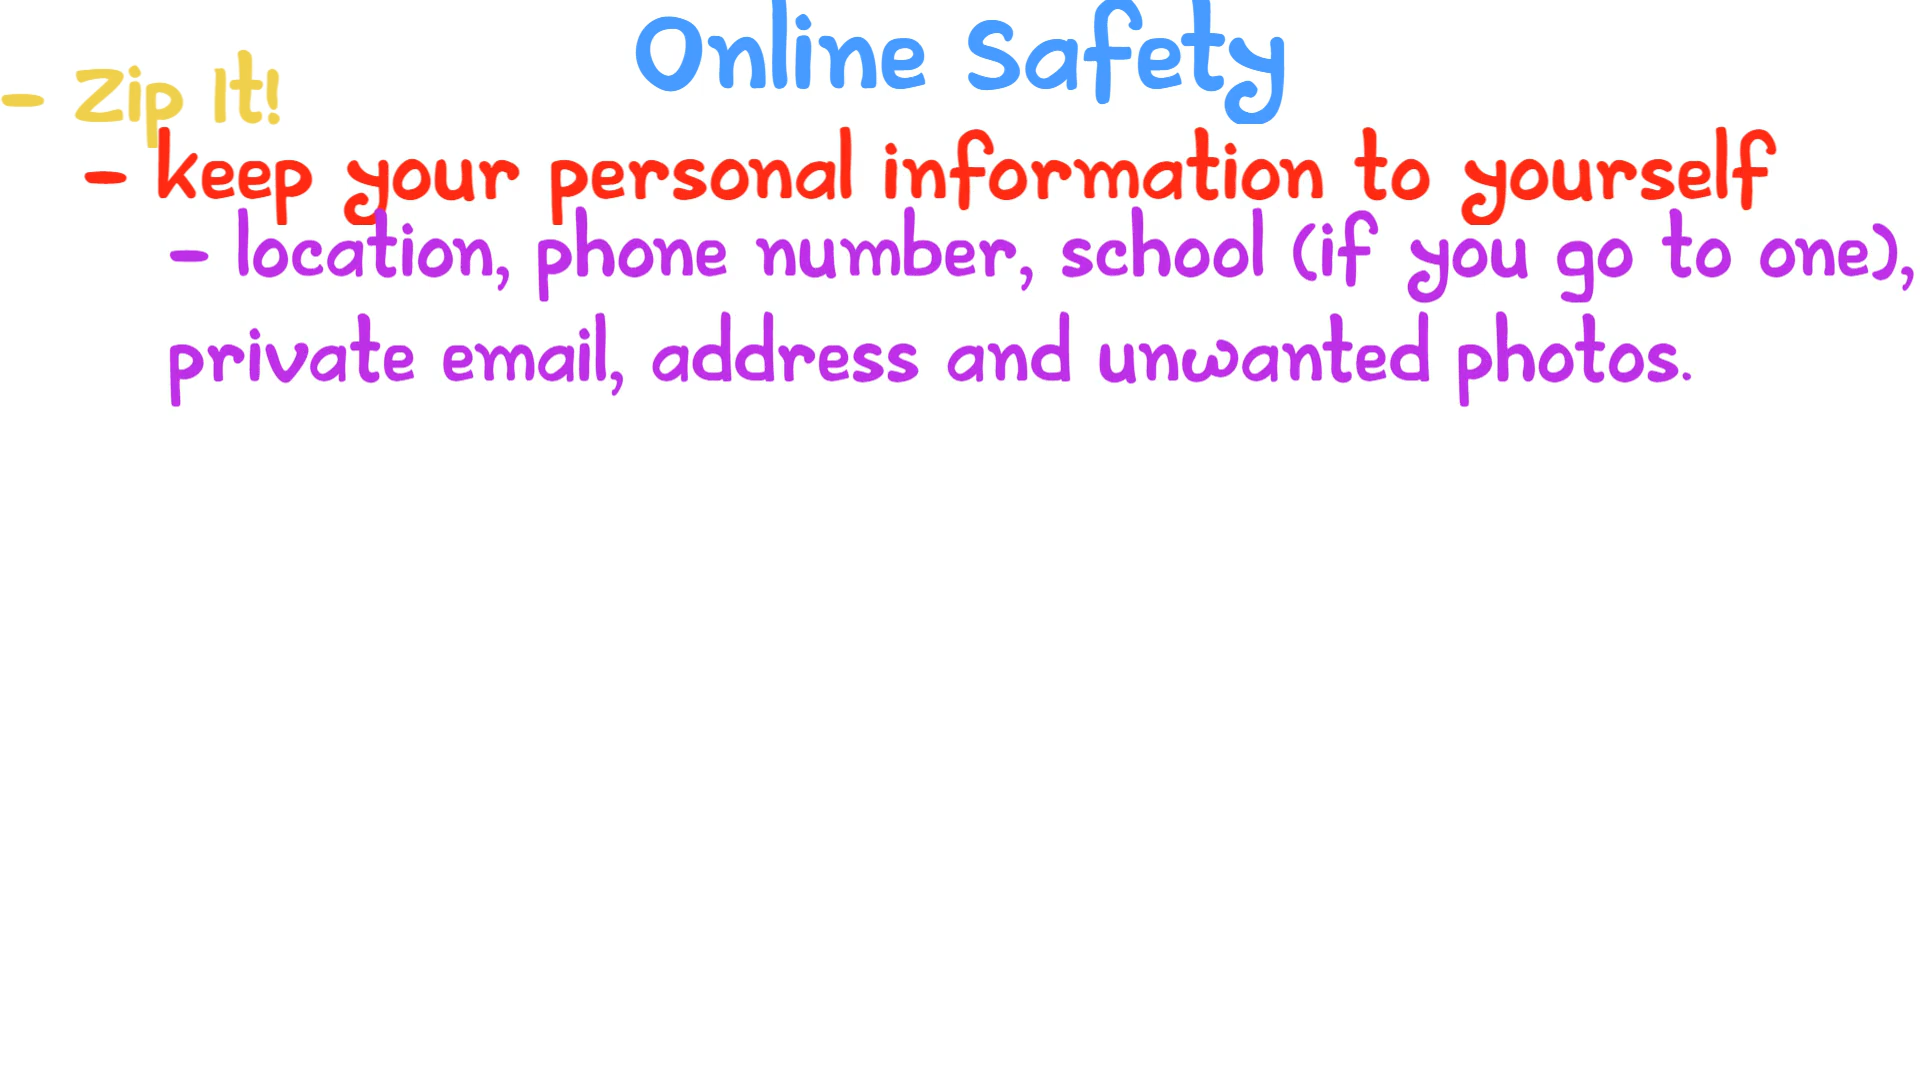 Online Safety
- Zip It!
- keep your personal information to yourself
- location, phone number, school (if you go to one),
private email, address and unwanted photos.